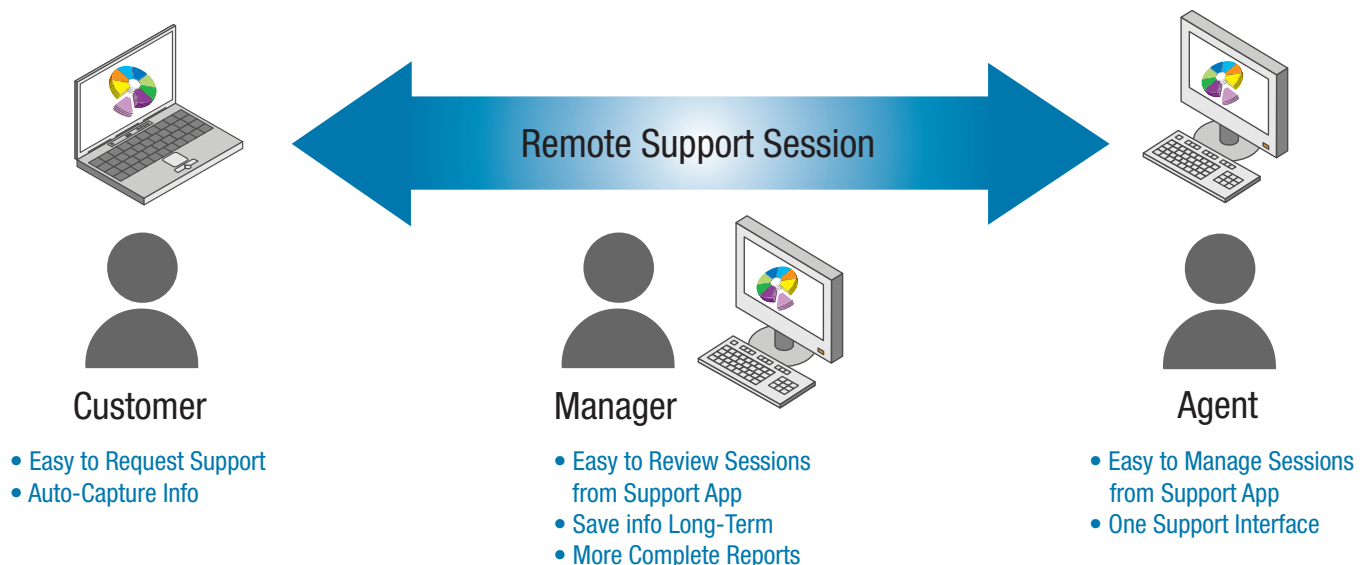 Remote Support Session
Customer
• Easy to Request Support
• Auto-Capture Info
Manager
• Easy to Review Sessions
from Support App
• Save info Long-Term
• More Complete Reports
Agent
• Easy to Manage Sessions
from Support App
• One Support Interface